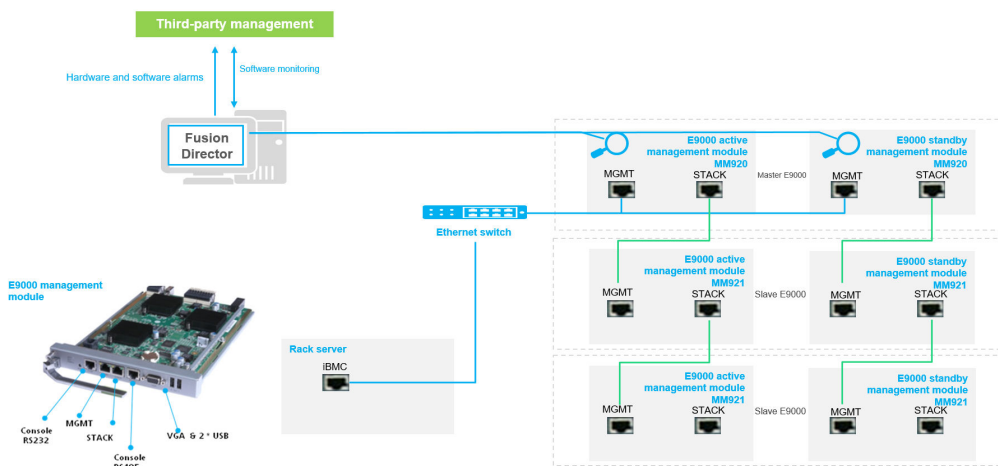 Third-party management
Hardware and software alarms
Software monitoring
Fusion
Director
E9000 active
management module
MM920
MGMT
STACK
Master E9000
E9000 standby
management module
MM920
MGMT
STACK
Ethernet switch
E9000 active
management module
MM921
MGMT
STACK
Slave E9000
E9000 standby
management module
MM921
MGMT
STACK
E9000 management
module
Console
RS232
MGMT
STACK
Console
VGA & 2 * USB
Rack server
iBMC
E9000 active
management module
MM921
MGMT
STACK
Slave E9000
E9000 standby
management module
MM921
MGMT
STACK